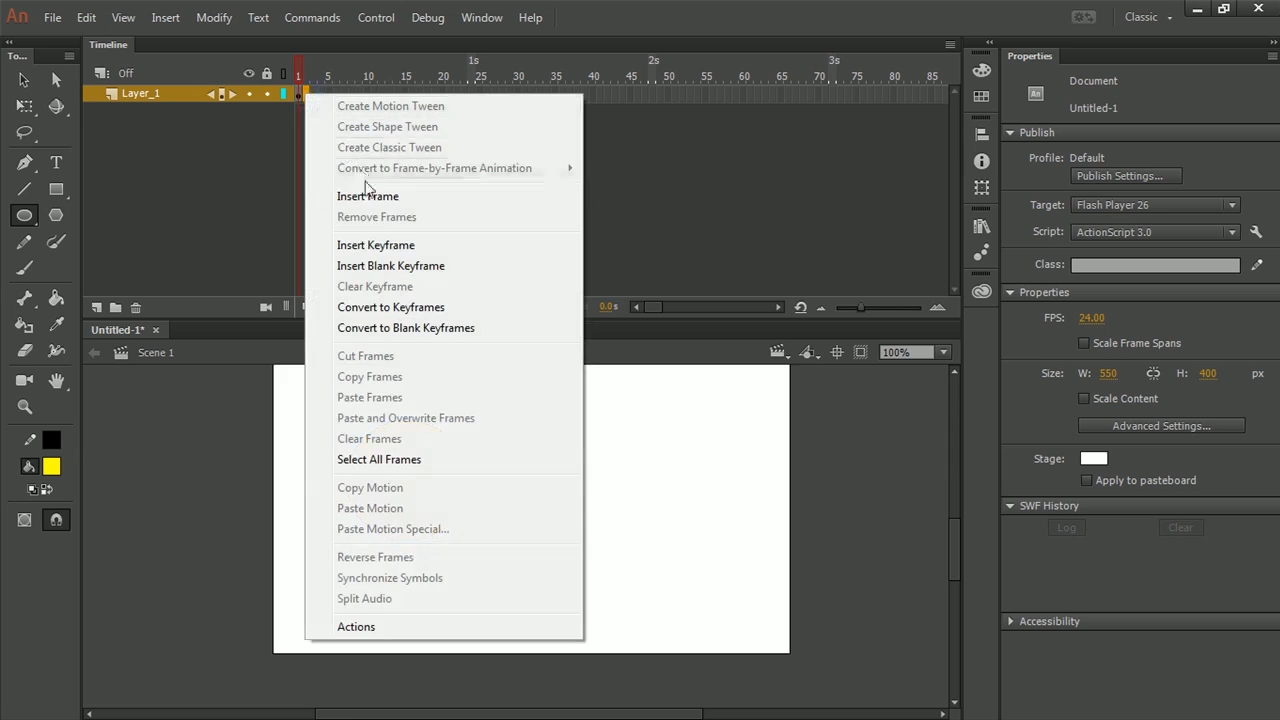 An File Edit View Insert Modify Text Commands Control Debug Window Help Classic
To... Timeline Properties
Off 1 5 10 15 20 25 1s 30 35 40 45 2s 50 55 60 65 70 3s 75 80 85
Layer_1
Create Motion Tween
Create Shape Tween
Create Classic Tween
Convert to Frame-by-Frame Animation
Insert Frame
Remove Frames
Insert Keyframe
Insert Blank Keyframe
Clear Keyframe
Convert to Keyframes
Convert to Blank Keyframes
Cut Frames
Copy Frames
Paste Frames
Paste and Overwrite Frames
Clear Frames
Select All Frames
Copy Motion
Paste Motion
Paste Motion Special...
Reverse Frames
Synchronize Symbols
Split Audio
Actions
0.0s
Untitled-1* ×
Scene 1
100%
Document
Untitled-1
Publish
Profile: Default
Publish Settings...
Target: Flash Player 26
Script: ActionScript 3.0
Class:
Properties
FPS: 24.00
Scale Frame Spans
Size: W: 550 H: 400 px
Scale Content
Advanced Settings...
Stage:
Apply to pasteboard
SWF History
Log Clear
Accessibility